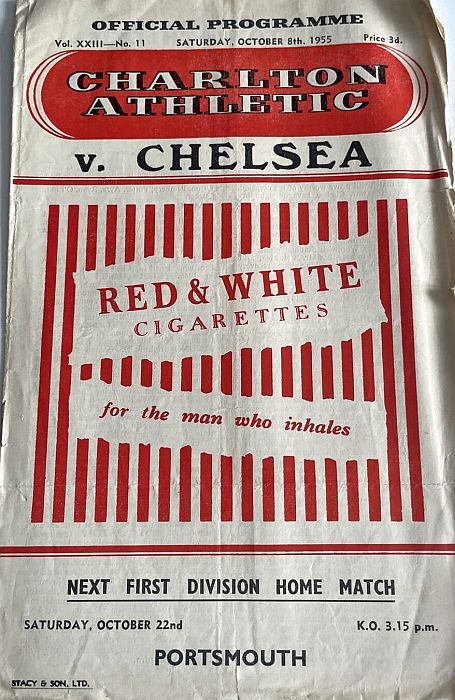 OFFICIAL PROGRAMME
Vol. XXIII—No. 11 SATURDAY, OCTOBER 8th, 1955 Price 3d.
CHARLTON
ATHLETIC
v. CHELSEA
RED & WHITE
CIGARETTES
for the man who inhales
NEXT FIRST DIVISION HOME MATCH
SATURDAY, OCTOBER 22nd K.O. 3.15 p.m.
PORTSMOUTH
STACY & SON, LTD.